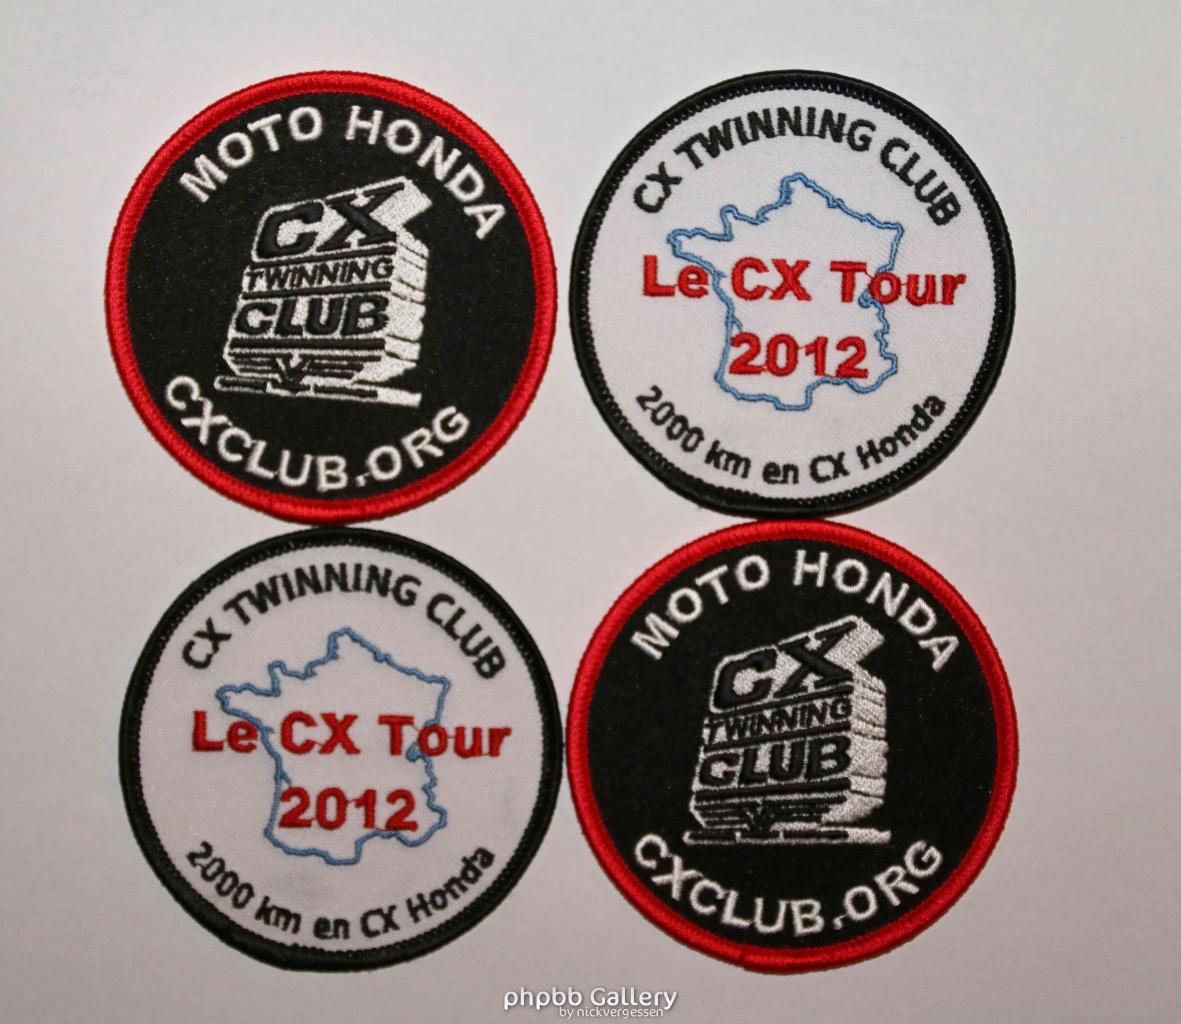 MOTO HONDA
CX
TWINNING
CLUB
CXCLUB.ORG
CX TWINNING CLUB
Le CX Tour
2012
2000 km en CX Honda
CX TWINNING CLUB
Le CX Tour
2012
2000 km en CX Honda
MOTO HONDA
CX
TWINNING
CLUB
CXCLUB.ORG
phpbb Gallery
by nickvergessen